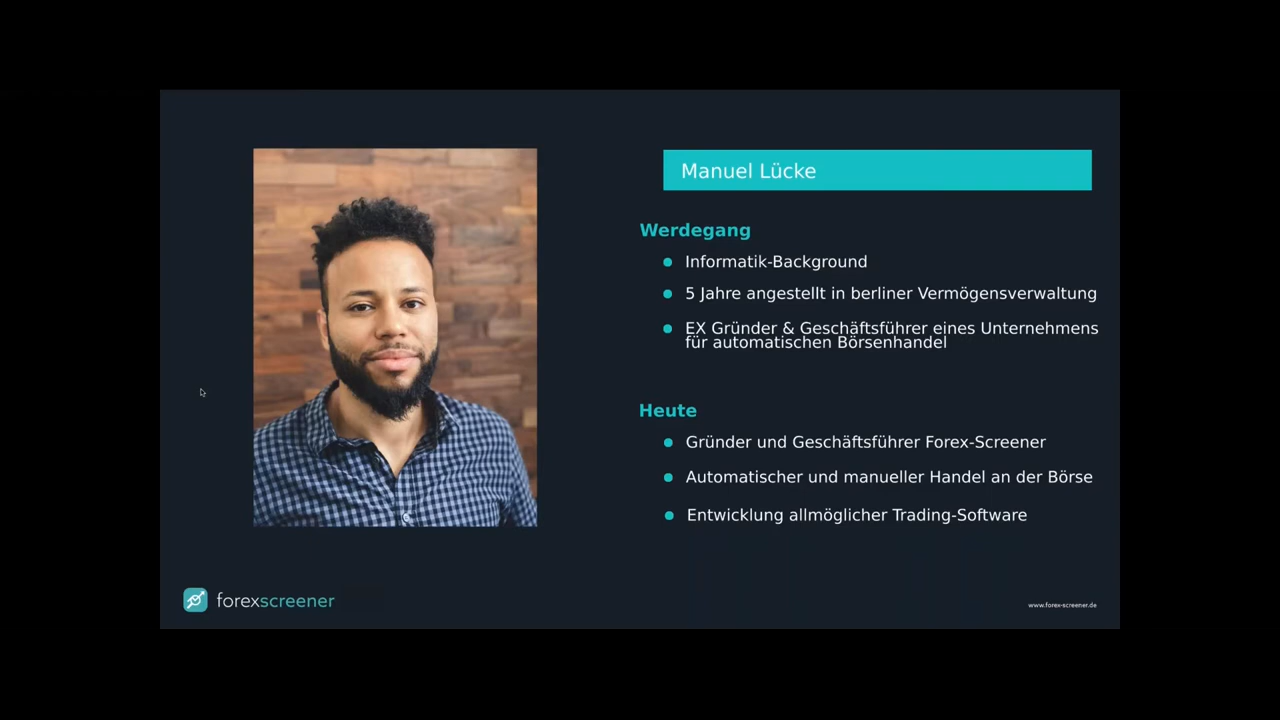 Manuel Lücke
Werdegang
Informatik-Background
5 Jahre angestellt in berliner Vermögensverwaltung
EX Gründer & Geschäftsführer eines Unternehmens
für automatischen Börsenhandel
Heute
Gründer und Geschäftsführer Forex-Screener
Automatischer und manueller Handel an der Börse
Entwicklung allmöglicher Trading-Software
forexscreener
www.forex-screener.de